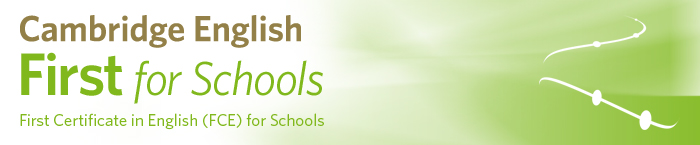 Cambridge English
First for Schools
First Certificate in English (FCE) for Schools